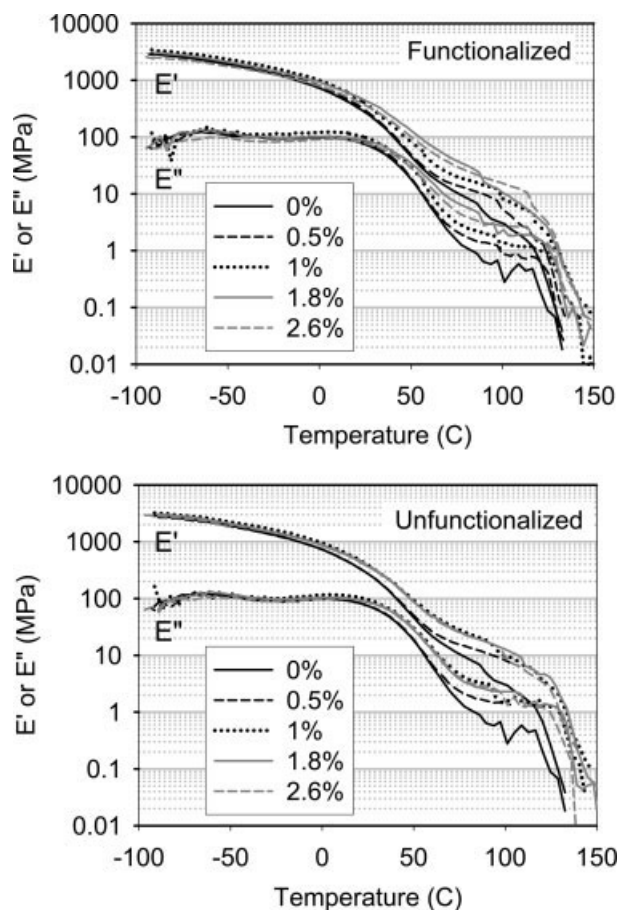 10000
1000
100
10
1
0.1
0.01
E' or E" (MPa)
Functionalized
E'
E"
0%
0.5%
1%
1.8%
2.6%
-100 -50 0 50 100 150
Temperature (C)
10000
1000
100
10
1
0.1
0.01
E' or E" (MPa)
Unfunctionalized
E'
E"
0%
0.5%
1%
1.8%
2.6%
-100 -50 0 50 100 150
Temperature (C)